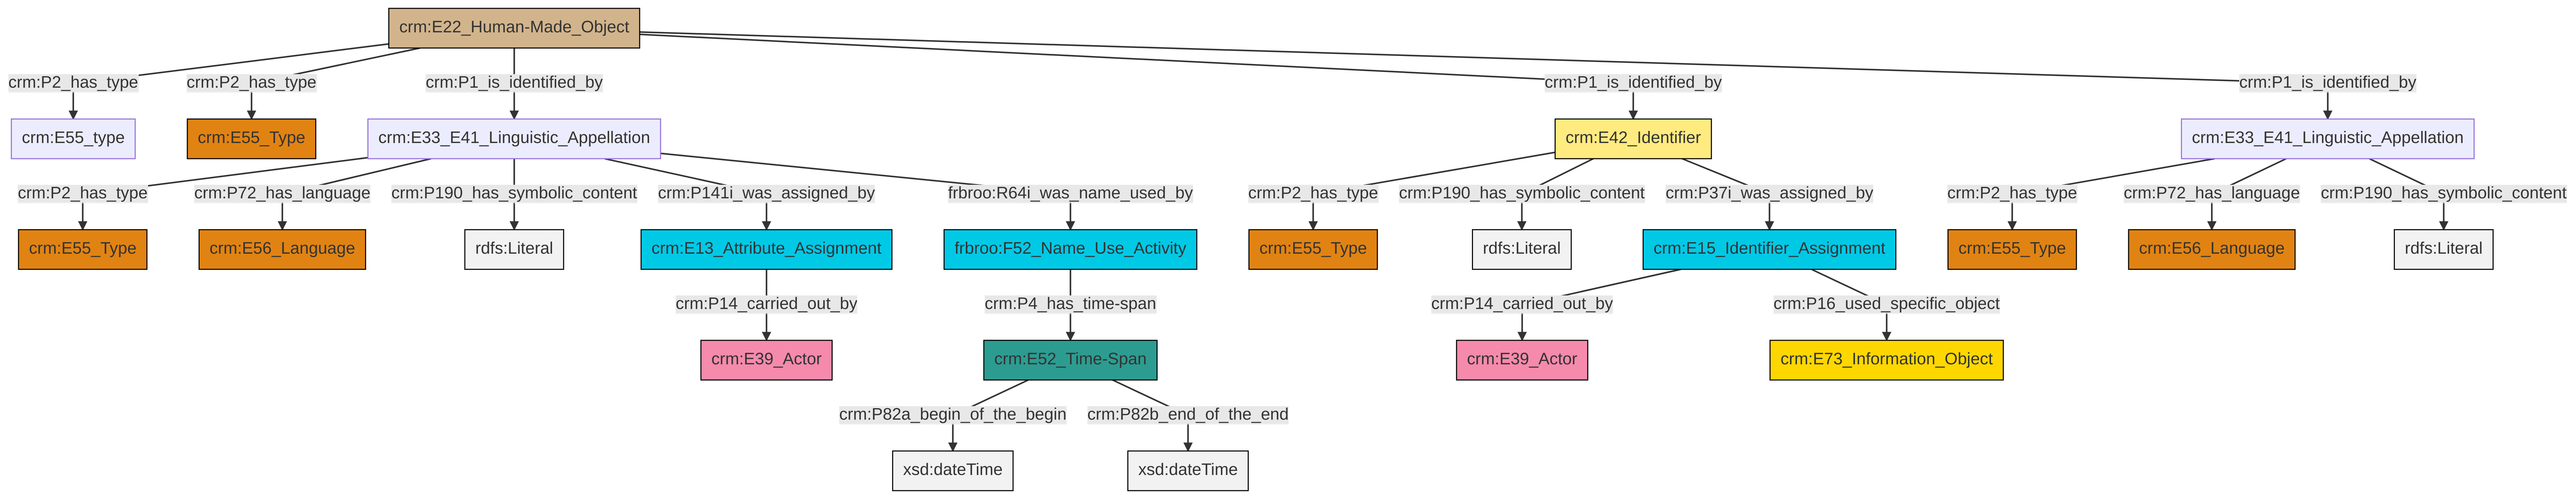 crm:E22_Human-Made_Object
crm:P2_has_type
crm:P2_has_type
crm:P1_is_identified_by
crm:P1_is_identified_by
crm:P1_is_identified_by
crm:E55_type
crm:E55_Type
crm:E33_E41_Linguistic_Appellation
crm:E42_Identifier
crm:E33_E41_Linguistic_Appellation
crm:P2_has_type
crm:P72_has_language
crm:P190_has_symbolic_content
crm:P141i_was_assigned_by
frbroo:R64i_was_name_used_by
crm:P2_has_type
crm:P190_has_symbolic_content
crm:P37i_was_assigned_by
crm:P2_has_type
crm:P72_has_language
crm:P190_has_symbolic_content
crm:E55_Type
crm:E56_Language
rdfs:Literal
crm:E13_Attribute_Assignment
frbroo:F52_Name_Use_Activity
crm:E55_Type
rdfs:Literal
crm:E15_Identifier_Assignment
crm:E55_Type
crm:E56_Language
rdfs:Literal
crm:P14_carried_out_by
crm:P4_has_time-span
crm:P14_carried_out_by
crm:P16_used_specific_object
crm:E39_Actor
crm:E52_Time-Span
crm:E39_Actor
crm:E73_Information_Object
crm:P82a_begin_of_the_begin
crm:P82b_end_of_the_end
xsd:dateTime
xsd:dateTime